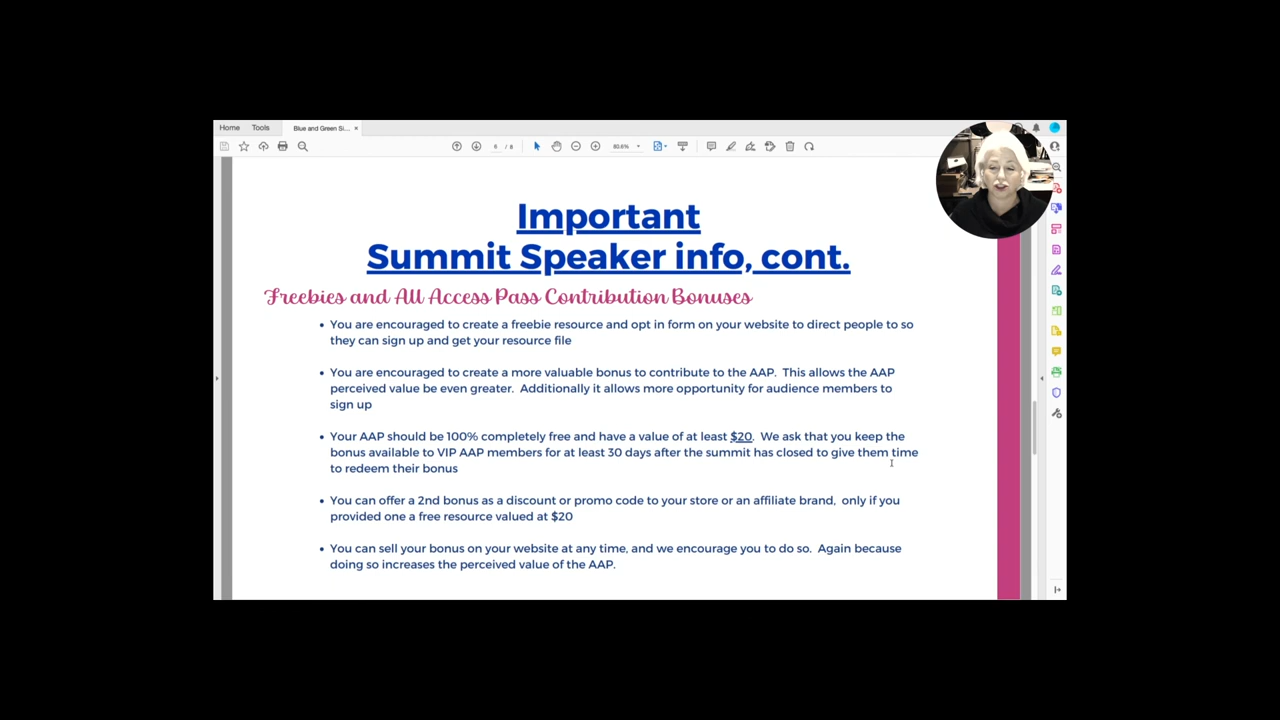 Home Tools Blue and Green Si... ×
6 / 8 83.6%
Important
Summit Speaker info, cont.
Freebies and All Access Pass Contribution Bonuses
• You are encouraged to create a freebie resource and opt in form on your website to direct people to so
they can sign up and get your resource file
• You are encouraged to create a more valuable bonus to contribute to the AAP. This allows the AAP
perceived value be even greater. Additionally it allows more opportunity for audience members to
sign up
• Your AAP should be 100% completely free and have a value of at least $20. We ask that you keep the
bonus available to VIP AAP members for at least 30 days after the summit has closed to give them time
to redeem their bonus
• You can offer a 2nd bonus as a discount or promo code to your store or an affiliate brand, only if you
provided one a free resource valued at $20
• You can sell your bonus on your website at any time, and we encourage you to do so. Again because
doing so increases the perceived value of the AAP.